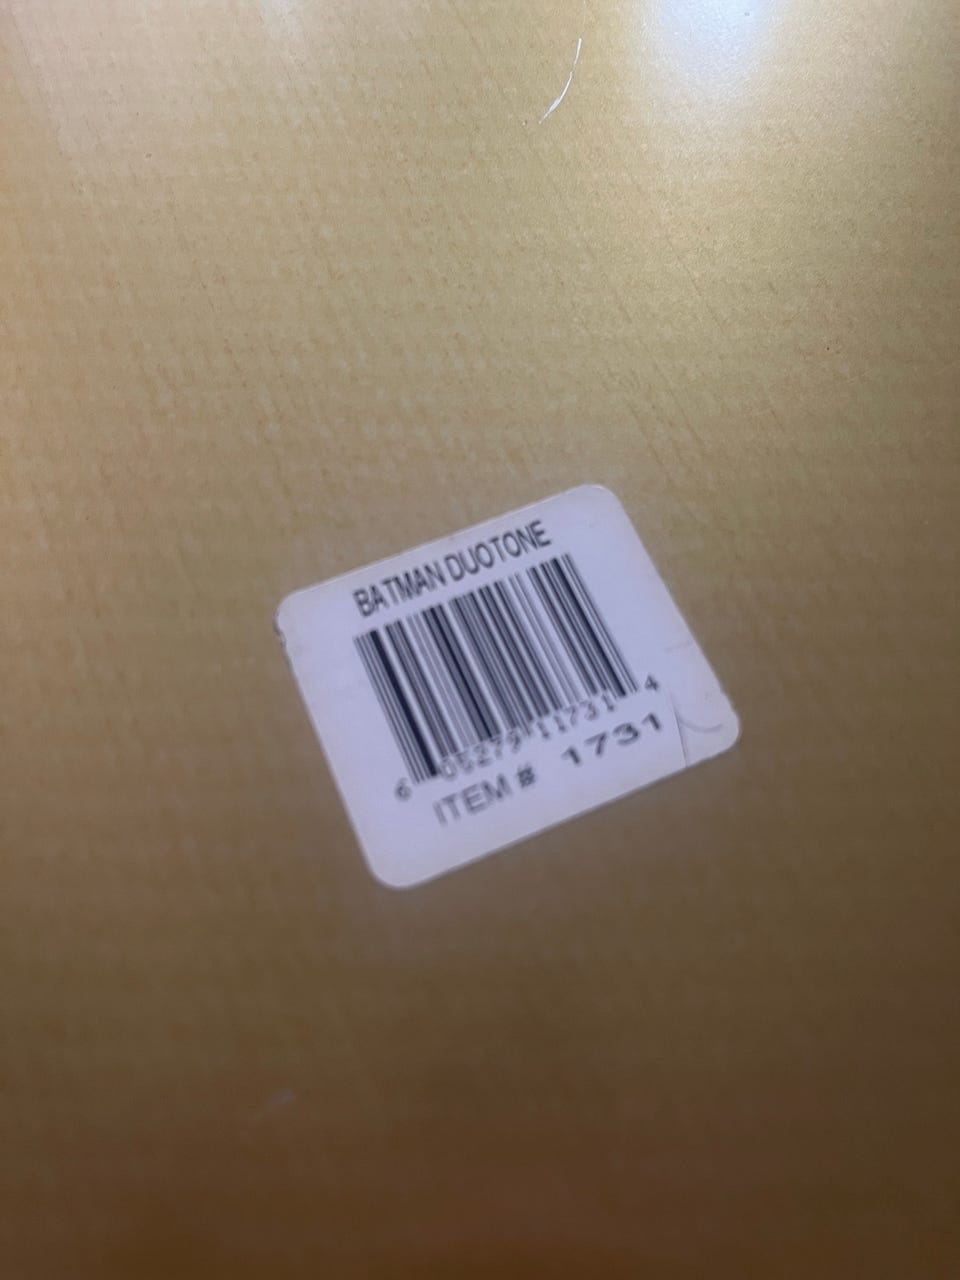 BATMAN DUOTONE
6 05279 11731 4
ITEM # 1731